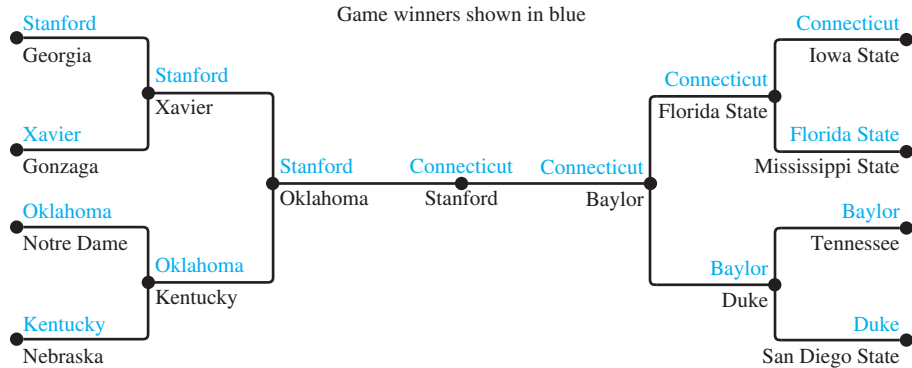 Game winners shown in blue
Stanford
Georgia
Stanford
Xavier
Xavier
Gonzaga
Stanford
Oklahoma
Oklahoma
Notre Dame
Oklahoma
Kentucky
Kentucky
Nebraska
Connecticut
Stanford
Connecticut
Baylor
Connecticut
Florida State
Connecticut
Iowa State
Florida State
Mississippi State
Baylor
Duke
Baylor
Tennessee
Duke
San Diego State